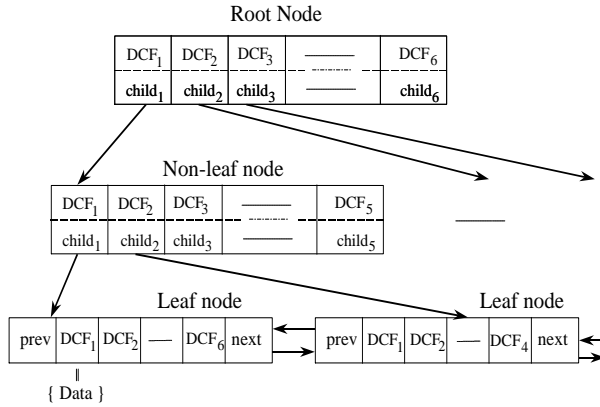 Root Node
DCF₁ DCF₂ DCF₃ DCF₆
child₁ child₂ child₃ child₆
Non-leaf node
DCF₁ DCF₂ DCF₃ DCF₅
child₁ child₂ child₃ child₅
Leaf node Leaf node
prev DCF₁ DCF₂ DCF₆ next prev DCF₁ DCF₂ DCF₄ next
{ Data }